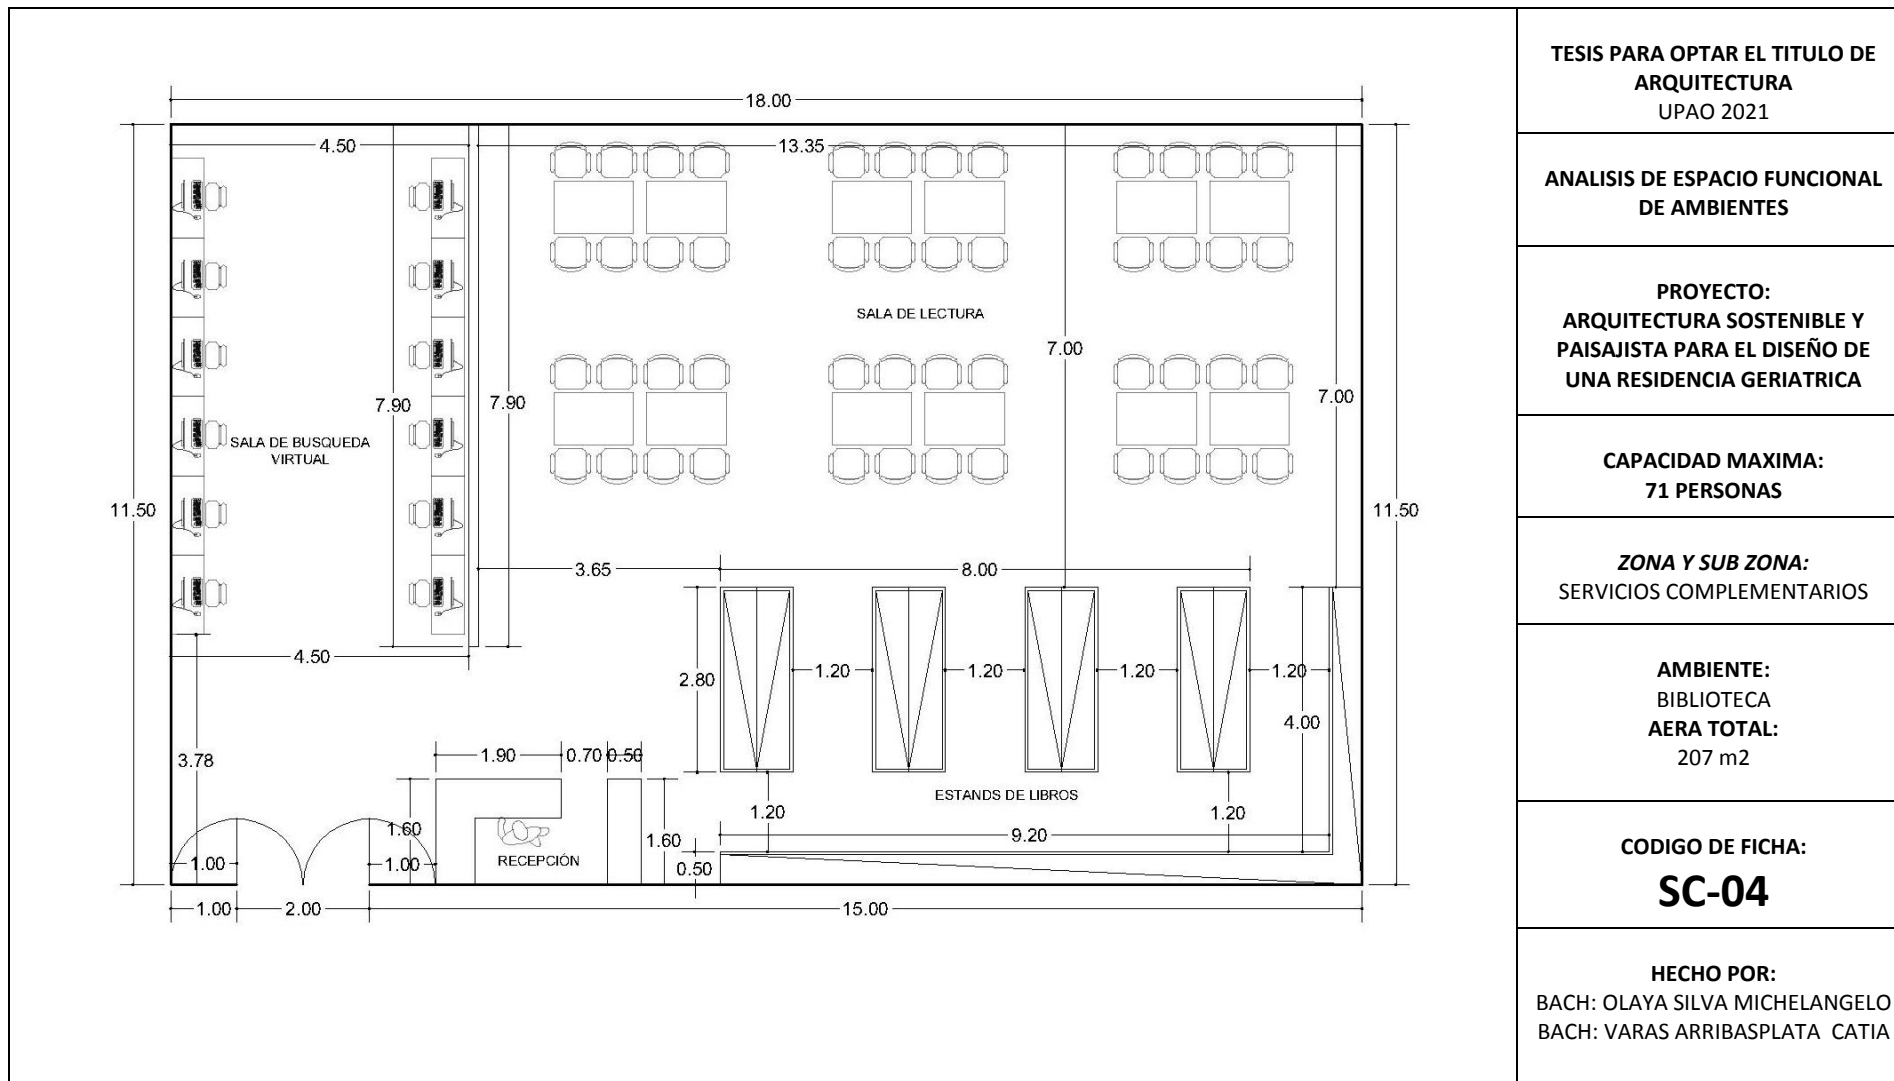 18.00
4.50
13.35
SALA DE LECTURA
7.00
7.00
7.90
7.90
SALA DE BUSQUEDA
VIRTUAL
11.50
11.50
3.65
8.00
4.50
1.20
1.20
1.20
1.20
2.80
4.00
3.78
1.90
0.70
0.50
ESTANDS DE LIBROS
1.20
1.20
1.60
1.60
9.20
RECEPCIÓN
1.00
1.00
0.50
1.00
2.00
15.00
TESIS PARA OPTAR EL TITULO DE
ARQUITECTURA
UPAO 2021
ANALISIS DE ESPACIO FUNCIONAL
DE AMBIENTES
PROYECTO:
ARQUITECTURA SOSTENIBLE Y
PAISAJISTA PARA EL DISEÑO DE
UNA RESIDENCIA GERIATRICA
CAPACIDAD MAXIMA:
71 PERSONAS
ZONA Y SUB ZONA:
SERVICIOS COMPLEMENTARIOS
AMBIENTE:
BIBLIOTECA
AERA TOTAL:
207 m2
CODIGO DE FICHA:
SC-04
HECHO POR:
BACH: OLAYA SILVA MICHELANGELO
BACH: VARAS ARRIBASPLATA CATIA